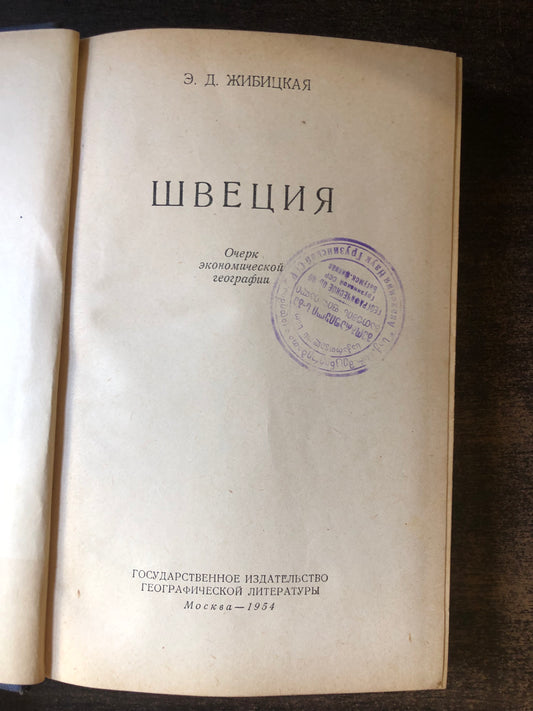 Э. Д. ЖИБИЦКАЯ
ШВЕЦИЯ
Очерк
экономической
географии
ГОСУДАРСТВЕННОЕ ИЗДАТЕЛЬСТВО
ГЕОГРАФИЧЕСКОЙ ЛИТЕРАТУРЫ
Москва—1954